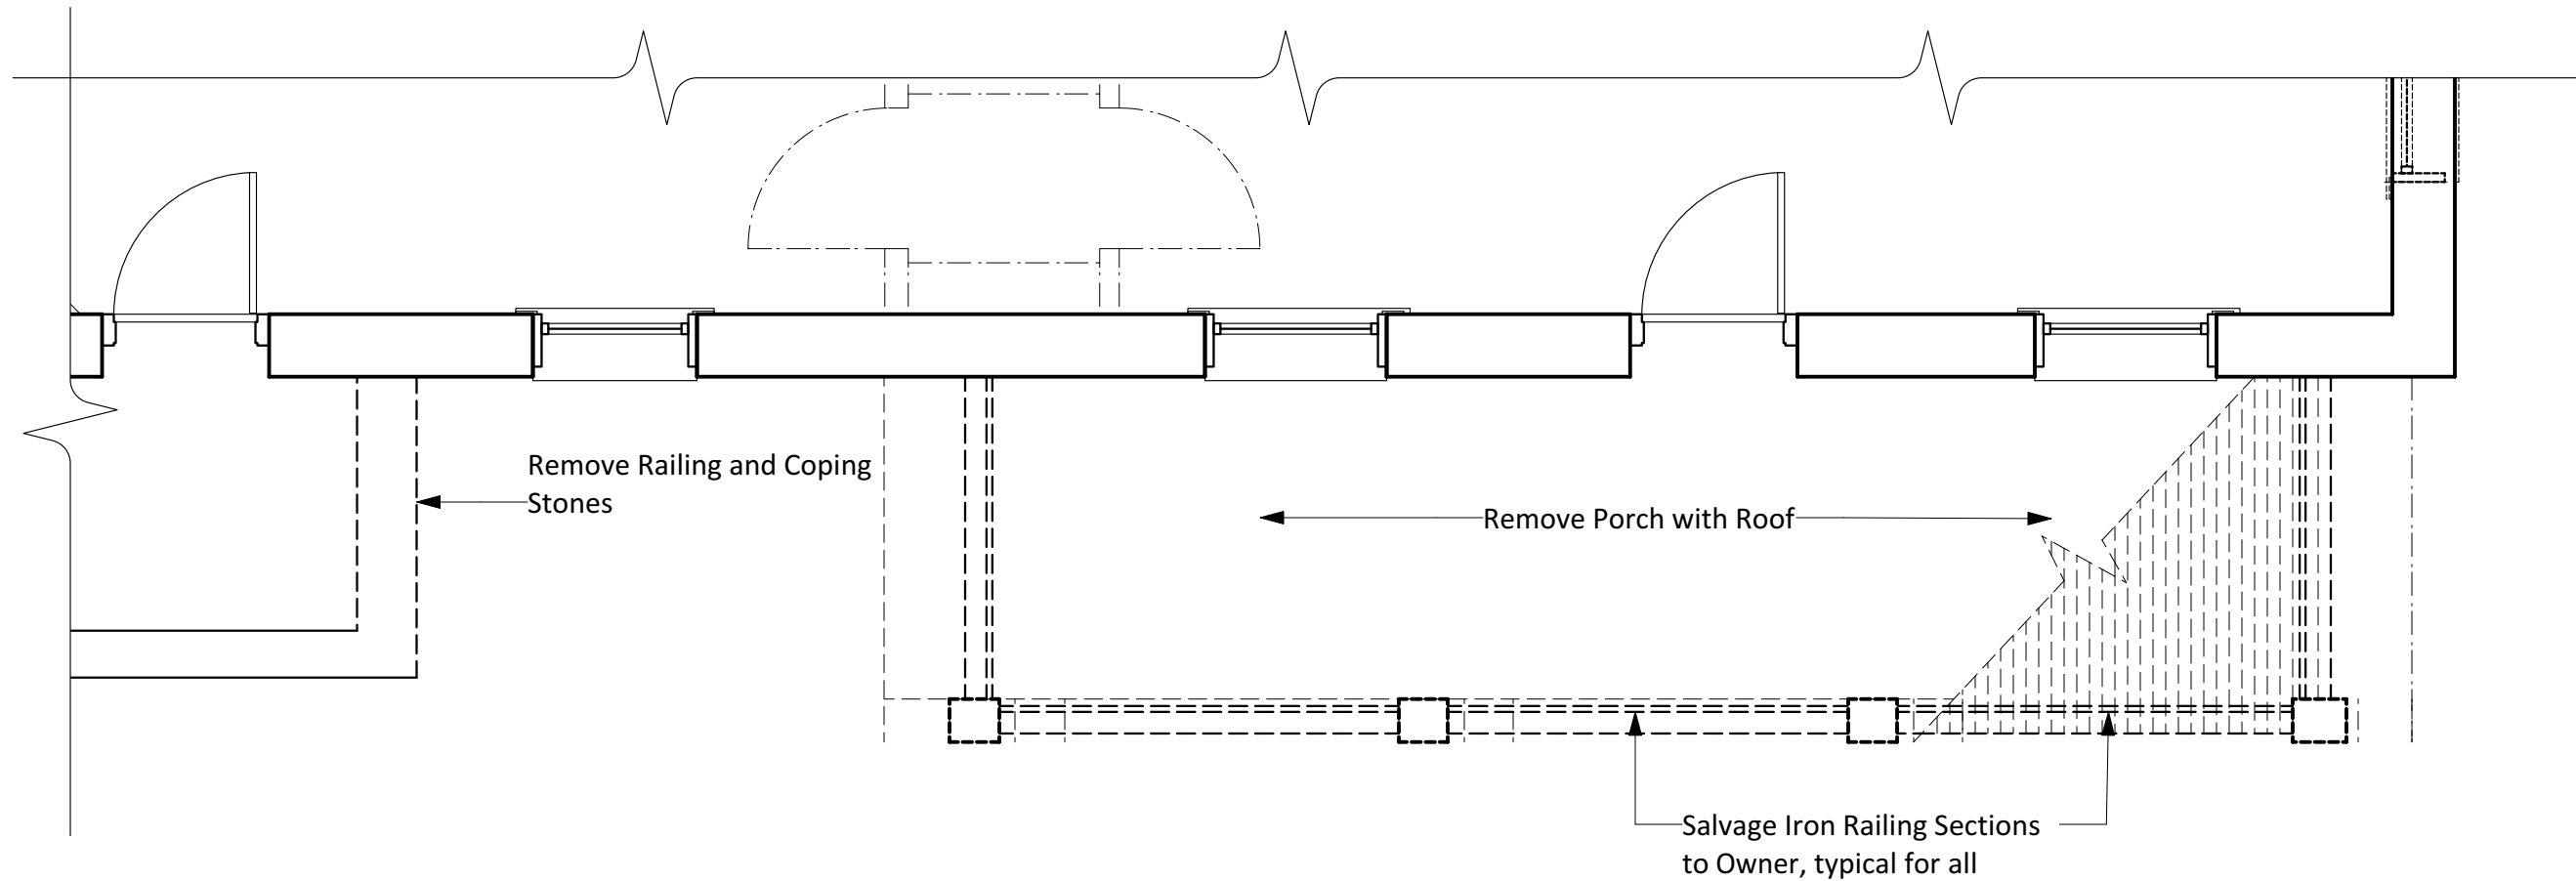 Remove Railing and Coping
Stones
Remove Porch with Roof
Salvage Iron Railing Sections
to Owner, typical for all